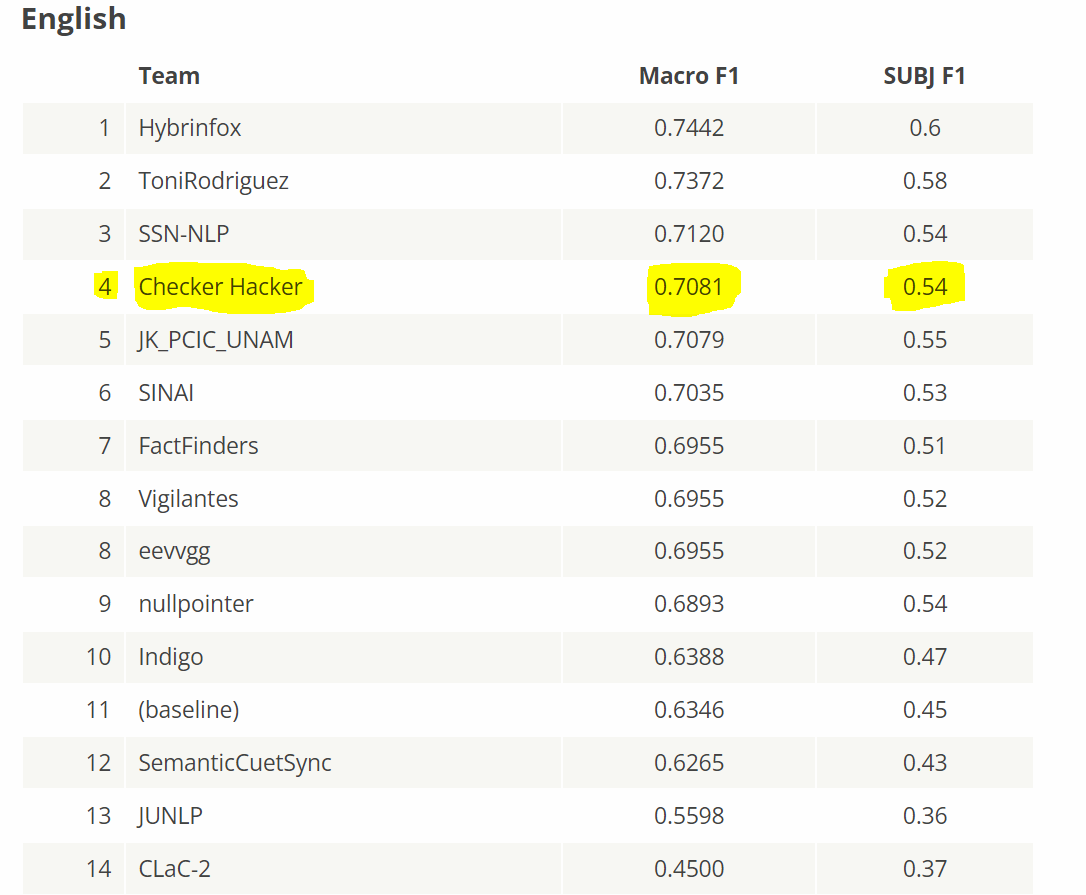 English
Team Macro F1 SUBJ F1
1 Hybrinfox 0.7442 0.6
2 ToniRodriguez 0.7372 0.58
3 SSN-NLP 0.7120 0.54
4 Checker Hacker 0.7081 0.54
5 JK_PCIC_UNAM 0.7079 0.55
6 SINAI 0.7035 0.53
7 FactFinders 0.6955 0.51
8 Vigilantes 0.6955 0.52
8 eevvgg 0.6955 0.52
9 nullpointer 0.6893 0.54
10 Indigo 0.6388 0.47
11 (baseline) 0.6346 0.45
12 SemanticCuetSync 0.6265 0.43
13 JUNLP 0.5598 0.36
14 CLaC-2 0.4500 0.37